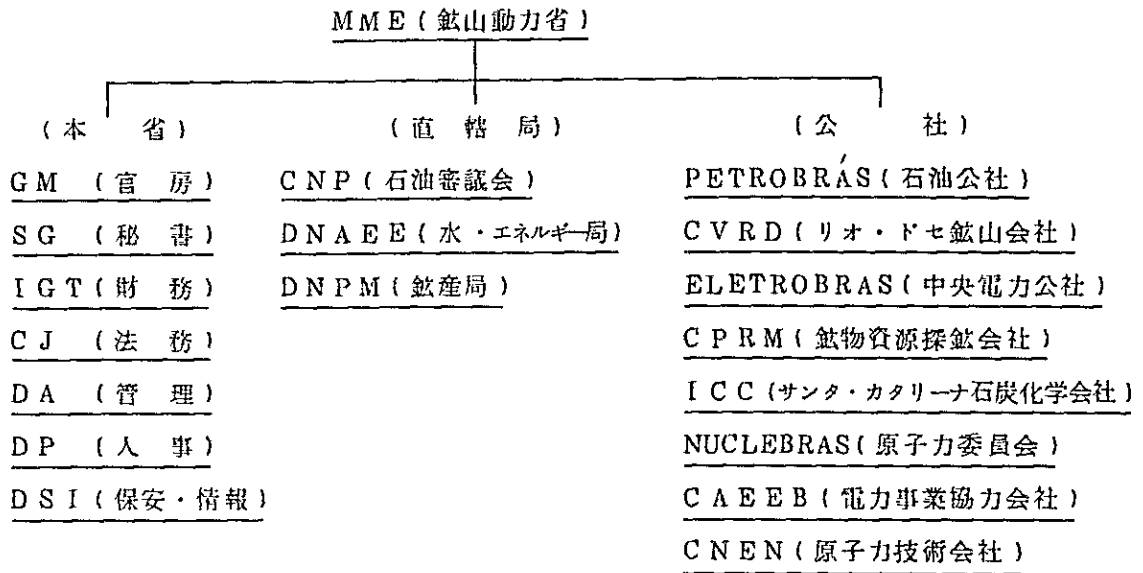 MME(鉱山動力省)
(本 省)
GM (官 房)
SG (秘 書)
IGT(財 務)
CJ (法 務)
DA (管 理)
DP (人 事)
DSI(保安・情報)
(直 轄 局)
CNP(石油審議会)
DNAEE(水・エネルギー局)
DNPM(鉱産局)
(公 社)
PETROBRÁS(石油公社)
CVRD(リオ・ドセ鉱山会社)
ELETROBRAS(中央電力公社)
CPRM(鉱物資源探鉱会社)
ICC(サンタ・カタリーナ石炭化学会社)
NUCLEBRAS(原子力委員会)
CAEEB(電力事業協力会社)
CNEN(原子力技術会社)